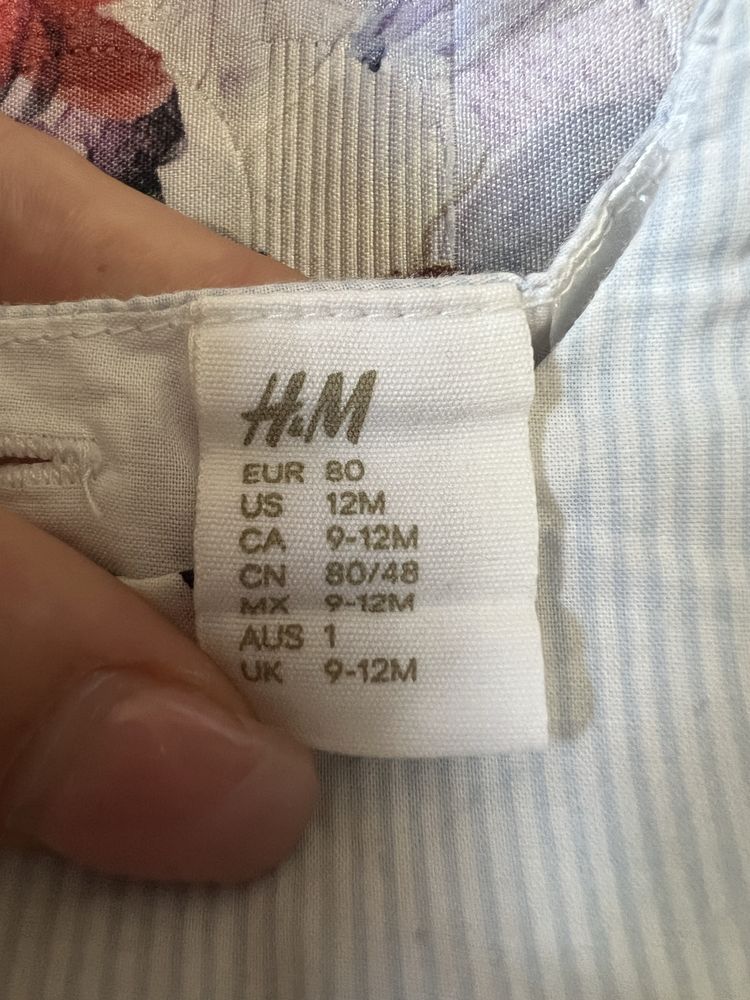 H&M
EUR 80
US 12M
CA 9-12M
CN 80/48
MX 9-12M
AUS 1
UK 9-12M